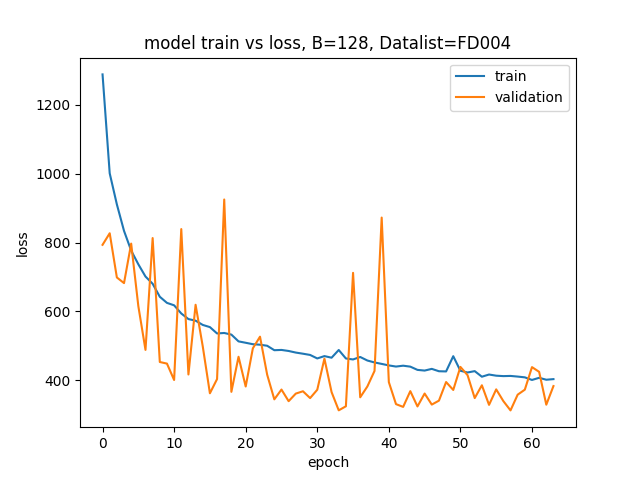 model train vs loss, B=128, Datalist=FD004
train
validation
1200
1000
800
600
400
loss
0 10 20 30 40 50 60
epoch